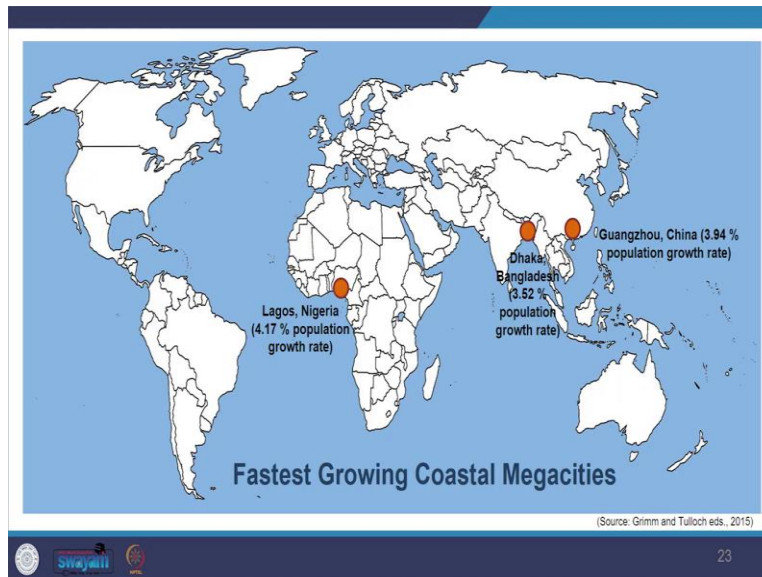 Guangzhou, China (3.94 %
population growth rate)
Dhaka,
Bangladesh
(3.52 %
population
growth rate)
Lagos, Nigeria
(4.17 % population
growth rate)
Fastest Growing Coastal Megacities
(Source: Grimm and Tulloch eds., 2015)
swayam
23